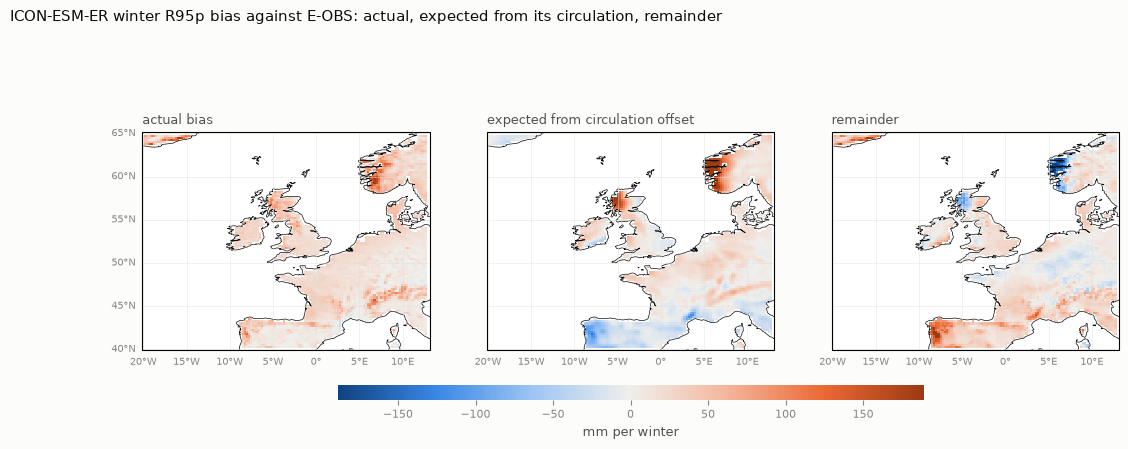 ICON-ESM-ER winter R95p bias against E-OBS: actual, expected from its circulation, remainder
actual bias
expected from circulation offset
remainder
65°N
60°N
55°N
50°N
45°N
40°N
20°W 15°W 10°W 5°W 0° 5°E 10°E
20°W 15°W 10°W 5°W 0° 5°E 10°E
20°W 15°W 10°W 5°W 0° 5°E 10°E
−150 −100 −50 0 50 100 150
mm per winter